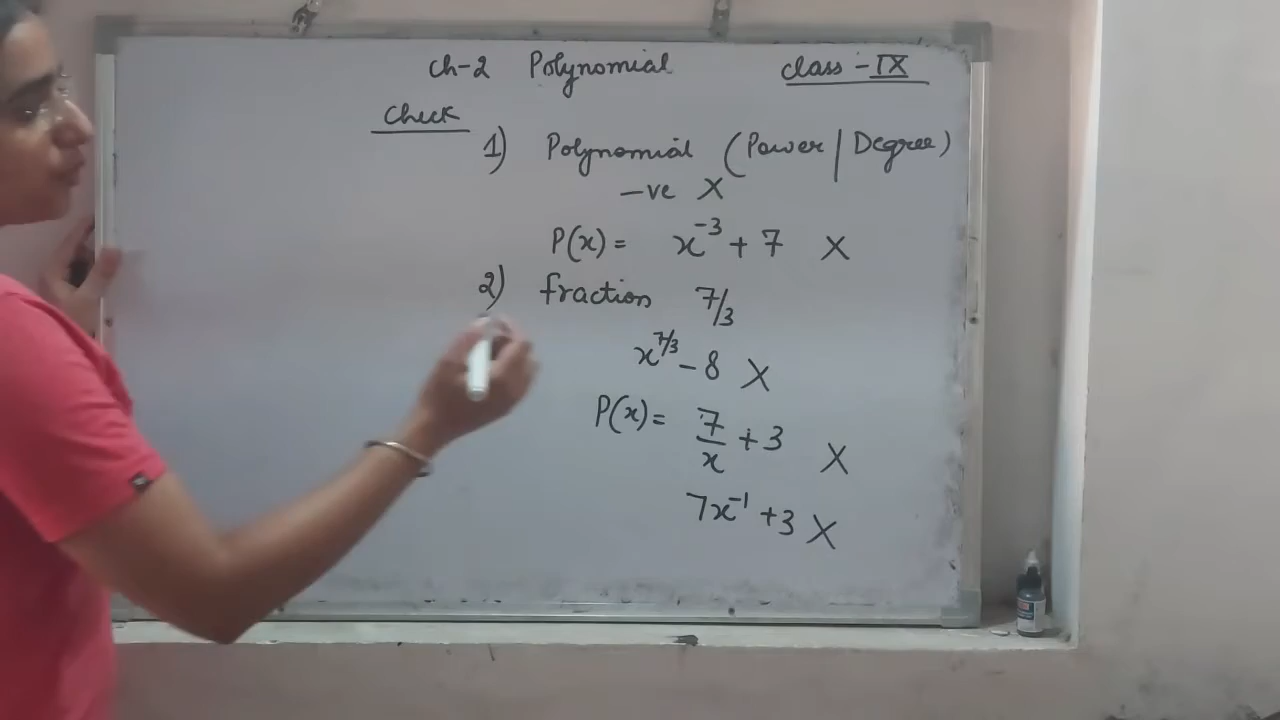 Ch-2 Polynomial class - IX
Check
1) Polynomial (Power | Degree)
-ve X
P(x) = x⁻³ + 7 X
2) fraction 7/3
x^7/3 - 8 X
P(x) = 7/x + 3 X
7x⁻¹ + 3 X